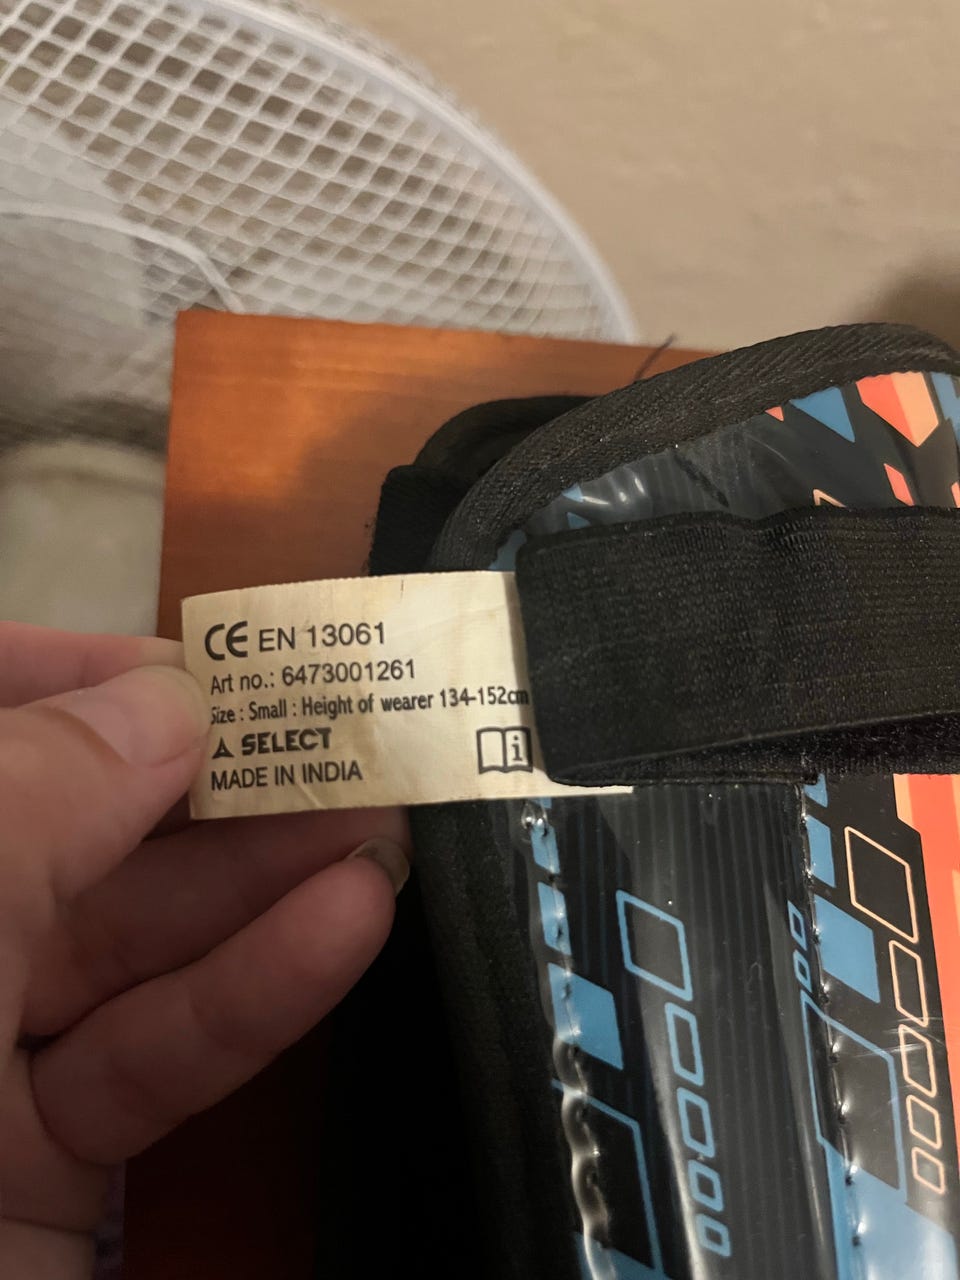 CE EN 13061
Art no.: 6473001261
Size : Small : Height of wearer 134-152cm
SELECT
MADE IN INDIA
i